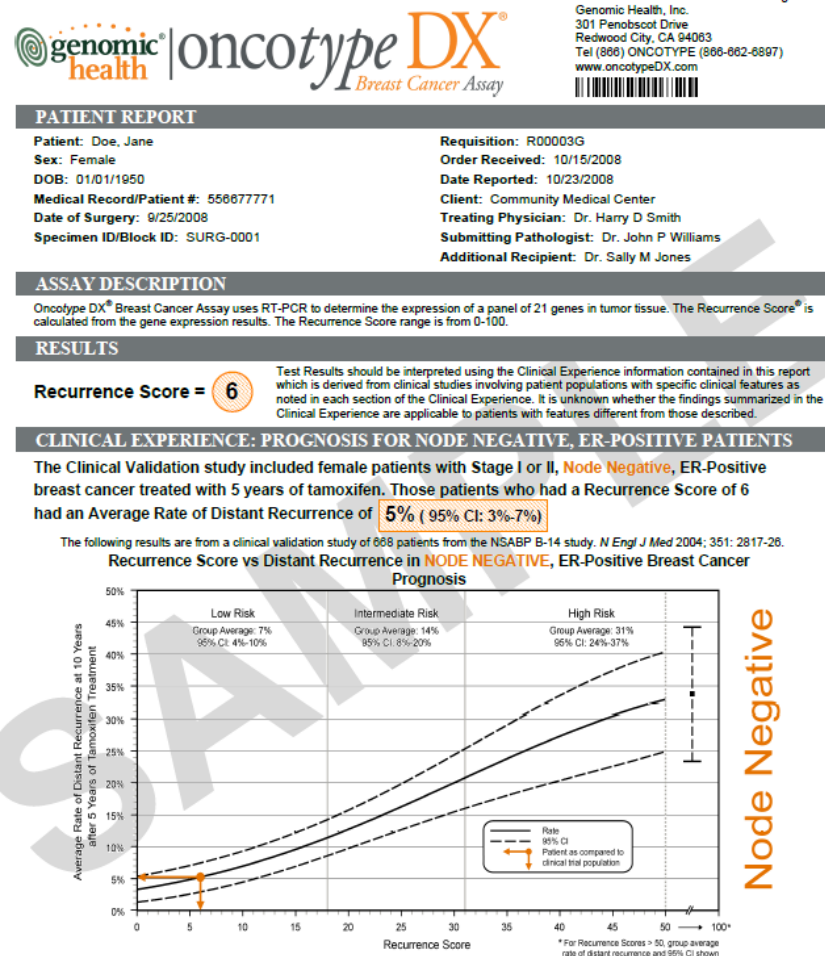 Genomic Health, Inc.
301 Penobscot Drive
Redwood City, CA 94063
Tel (866) ONCOTYPE (866-662-6897)
www.oncotypeDX.com
genomic health
oncotype DX®
Breast Cancer Assay
PATIENT REPORT
Patient: Doe, Jane
Sex: Female
DOB: 01/01/1950
Medical Record/Patient #: 556677771
Date of Surgery: 9/25/2008
Specimen ID/Block ID: SURG-0001
Requisition: R00003G
Order Received: 10/15/2008
Date Reported: 10/23/2008
Client: Community Medical Center
Treating Physician: Dr. Harry D Smith
Submitting Pathologist: Dr. John P Williams
Additional Recipient: Dr. Sally M Jones
ASSAY DESCRIPTION
Oncotype DX® Breast Cancer Assay uses RT-PCR to determine the expression of a panel of 21 genes in tumor tissue. The Recurrence Score® is
calculated from the gene expression results. The Recurrence Score range is from 0-100.
RESULTS
Recurrence Score = 6
Test Results should be interpreted using the Clinical Experience information contained in this report
which is derived from clinical studies involving patient populations with specific clinical features as
noted in each section of the Clinical Experience. It is unknown whether the findings summarized in the
Clinical Experience are applicable to patients with features different from those described.
CLINICAL EXPERIENCE: PROGNOSIS FOR NODE NEGATIVE, ER-POSITIVE PATIENTS
The Clinical Validation study included female patients with Stage I or II, Node Negative, ER-Positive
breast cancer treated with 5 years of tamoxifen. Those patients who had a Recurrence Score of 6
had an Average Rate of Distant Recurrence of 5% ( 95% CI: 3%-7%)
The following results are from a clinical validation study of 668 patients from the NSABP B-14 study. N Engl J Med 2004; 351: 2817-26.
Recurrence Score vs Distant Recurrence in NODE NEGATIVE, ER-Positive Breast Cancer
Prognosis
Average Rate of Distant Recurrence at 10 Years
after 5 Years of Tamoxifen Treatment
50%
45%
40%
35%
30%
25%
20%
15%
10%
5%
0%
Low Risk
Group Average: 7%
95% CI: 4%-10%
Intermediate Risk
Group Average: 14%
95% CI: 8%-20%
High Risk
Group Average: 31%
95% CI: 24%-37%
Rate
95% CI
Patient as compared to
clinical trial population
0 5 10 15 20 25 30 35 40 45 50 100*
Recurrence Score
* For Recurrence Scores > 50, group average
rate of distant recurrence and 95% CI shown
Node Negative
SAMPLE